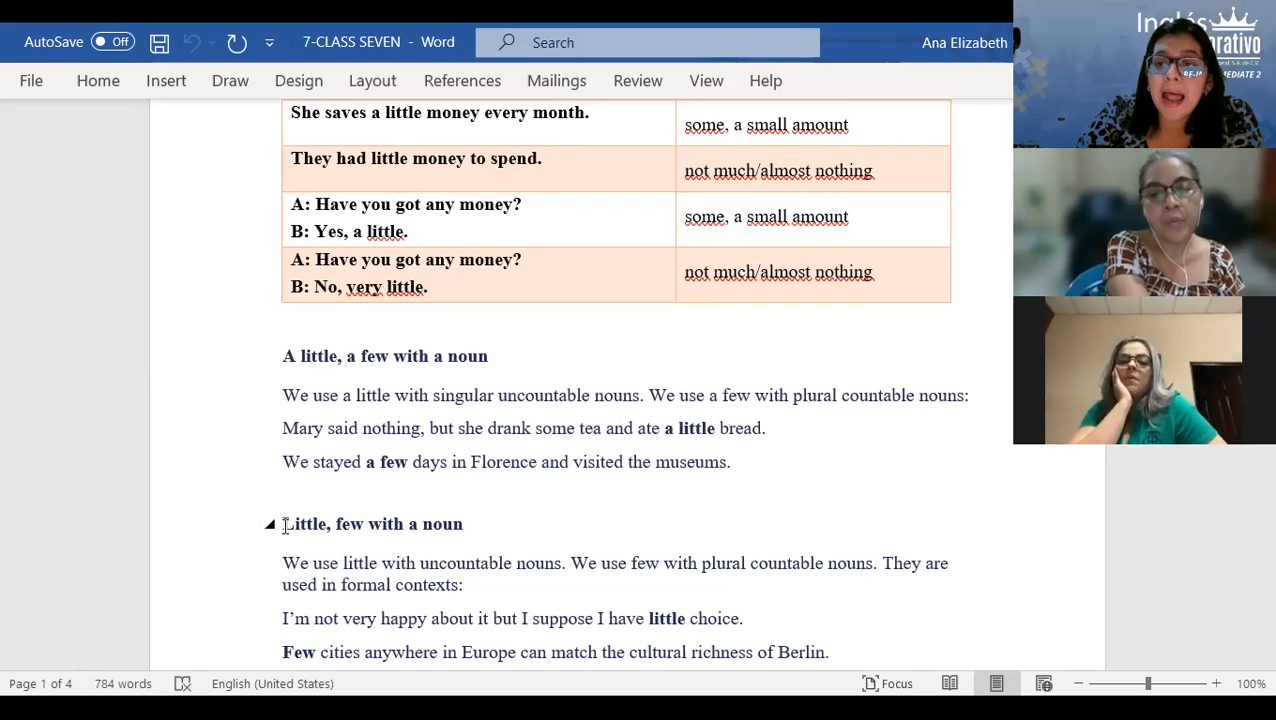 AutoSave Off 7-CLASS SEVEN - Word Search Ana Elizabeth
File Home Insert Draw Design Layout References Mailings Review View Help
She saves a little money every month. some, a small amount
They had little money to spend. not much/almost nothing
A: Have you got any money? some, a small amount
B: Yes, a little.
A: Have you got any money? not much/almost nothing
B: No, very little.
A little, a few with a noun
We use a little with singular uncountable nouns. We use a few with plural countable nouns:
Mary said nothing, but she drank some tea and ate a little bread.
We stayed a few days in Florence and visited the museums.
Little, few with a noun
We use little with uncountable nouns. We use few with plural countable nouns. They are
used in formal contexts:
I’m not very happy about it but I suppose I have little choice.
Few cities anywhere in Europe can match the cultural richness of Berlin.
Page 1 of 4 784 words English (United States) Focus 100%
Inglés